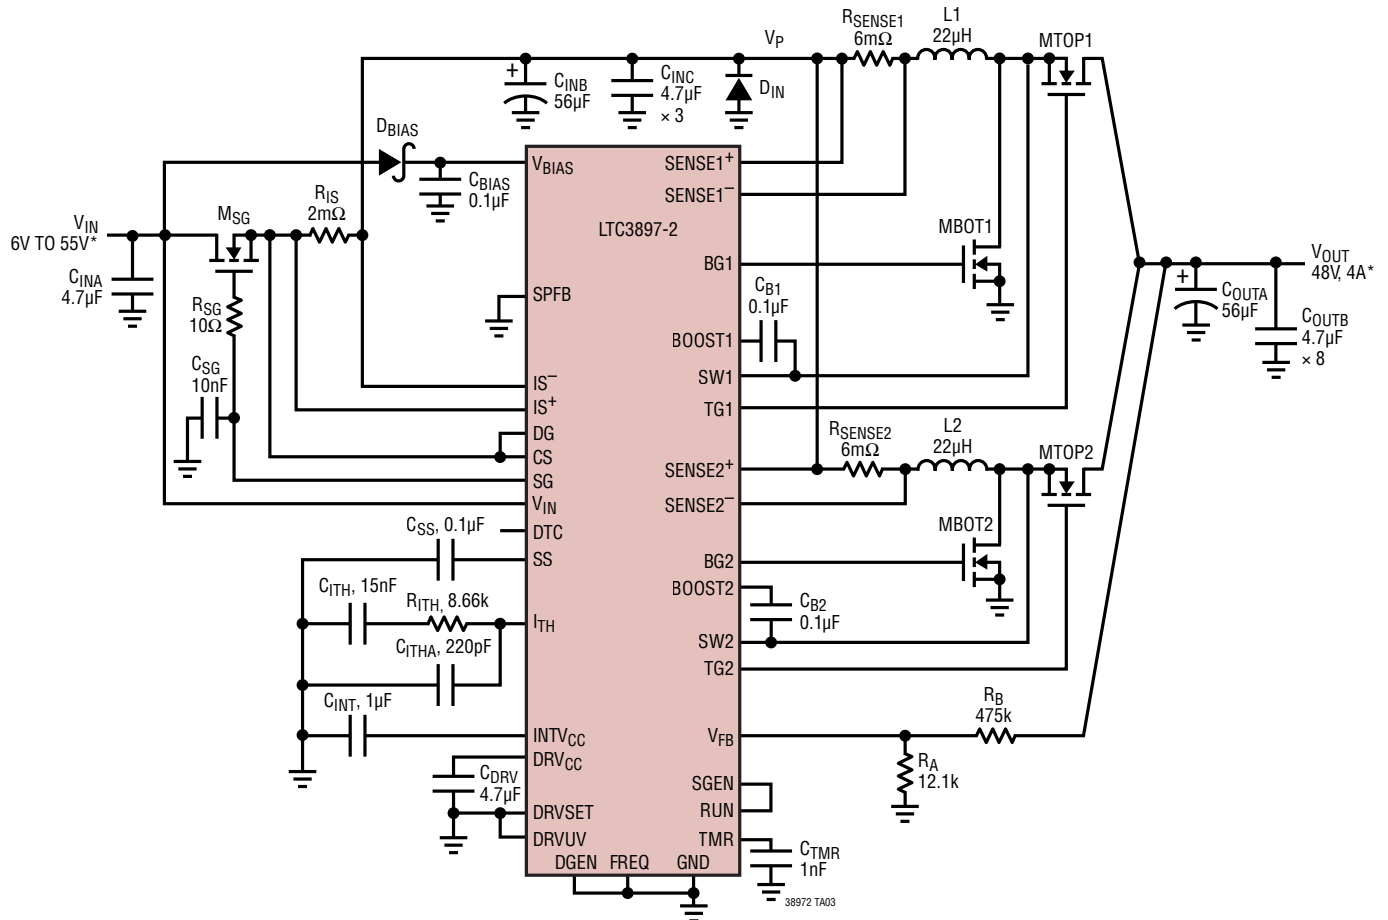 RSENSE1
6mΩ
L1
22µH
MTOP1
VP
+
CINB
56µF
CINC
4.7µF
× 3
DIN
DBIAS
CBIAS
0.1µF
VBIAS
SENSE1+
SENSE1–
LTC3897-2
VIN
6V TO 55V*
CINA
4.7µF
MSG
RIS
2mΩ
RSG
10Ω
CSG
10nF
SPFB
IS–
IS+
DG
CS
SG
VIN
DTC
SS
ITH
INTVCC
DRVCC
DRVSET
DRVUV
CSS, 0.1µF
CITH, 15nF
RITH, 8.66k
CITHA, 220pF
CINT, 1µF
CDRV
4.7µF
DGEN FREQ GND
BG1
MBOT1
CB1
0.1µF
BOOST1
SW1
TG1
RSENSE2
6mΩ
L2
22µH
MTOP2
SENSE2+
SENSE2–
MBOT2
BG2
BOOST2
CB2
0.1µF
SW2
TG2
VOUT
48V, 4A*
+
COUTA
56µF
COUTB
4.7µF
× 8
RB
475k
VFB
RA
12.1k
SGEN
RUN
TMR
CTMR
1nF
38972 TA03